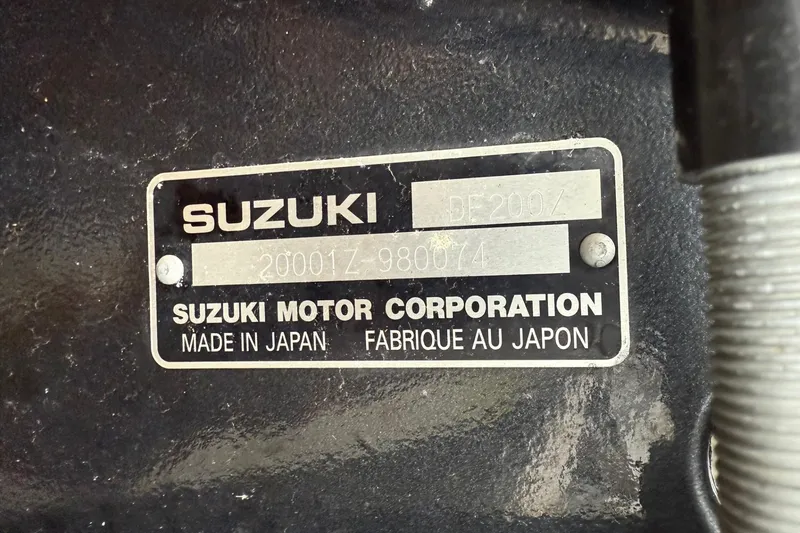 SUZUKI DF200Z
20001Z-980074
SUZUKI MOTOR CORPORATION
MADE IN JAPAN FABRIQUE AU JAPON